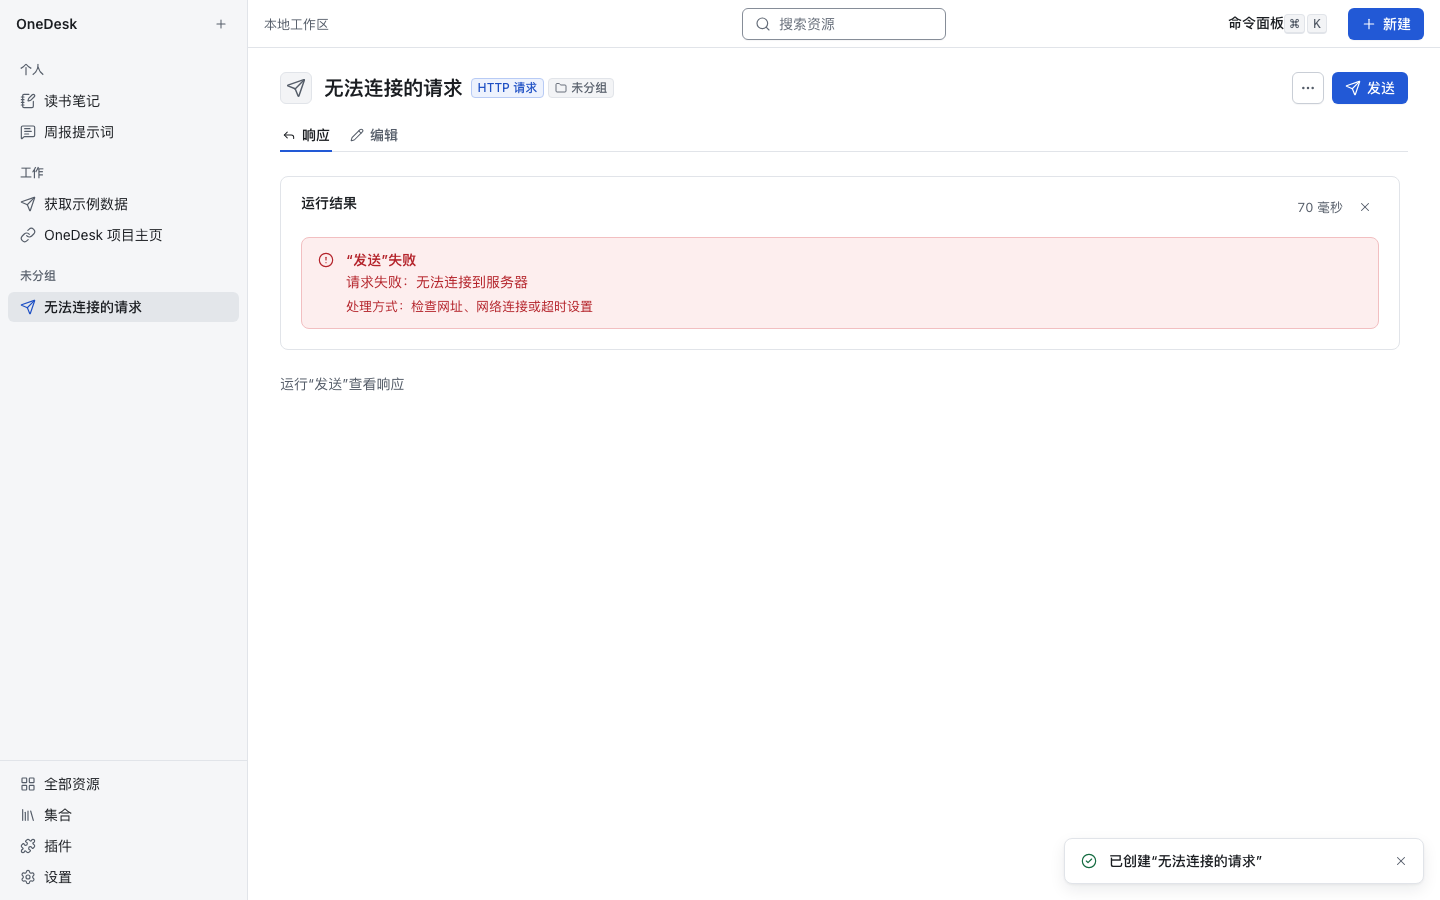 OneDesk
个人
读书笔记
周报提示词
工作
获取示例数据
OneDesk 项目主页
未分组
无法连接的请求
全部资源
集合
插件
设置
本地工作区
搜索资源
命令面板 ⌘ K
新建
无法连接的请求 HTTP 请求 未分组
发送
响应 编辑
运行结果
70 毫秒
“发送”失败
请求失败：无法连接到服务器
处理方式：检查网址、网络连接或超时设置
运行“发送”查看响应
已创建“无法连接的请求”